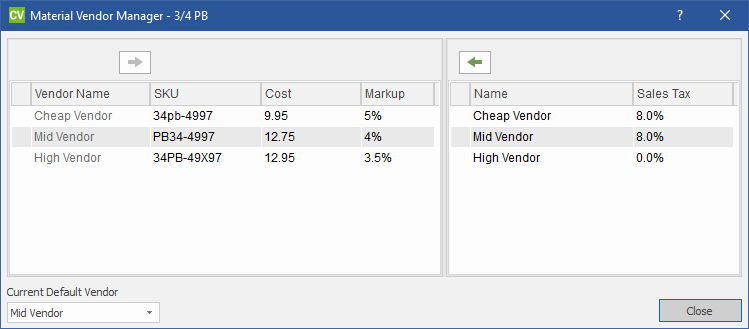 CV Material Vendor Manager - 3/4 PB ?
Vendor Name SKU Cost Markup
Cheap Vendor 34pb-4997 9.95 5%
Mid Vendor PB34-4997 12.75 4%
High Vendor 34PB-49X97 12.95 3.5%
Name Sales Tax
Cheap Vendor 8.0%
Mid Vendor 8.0%
High Vendor 0.0%
Current Default Vendor
Mid Vendor
Close